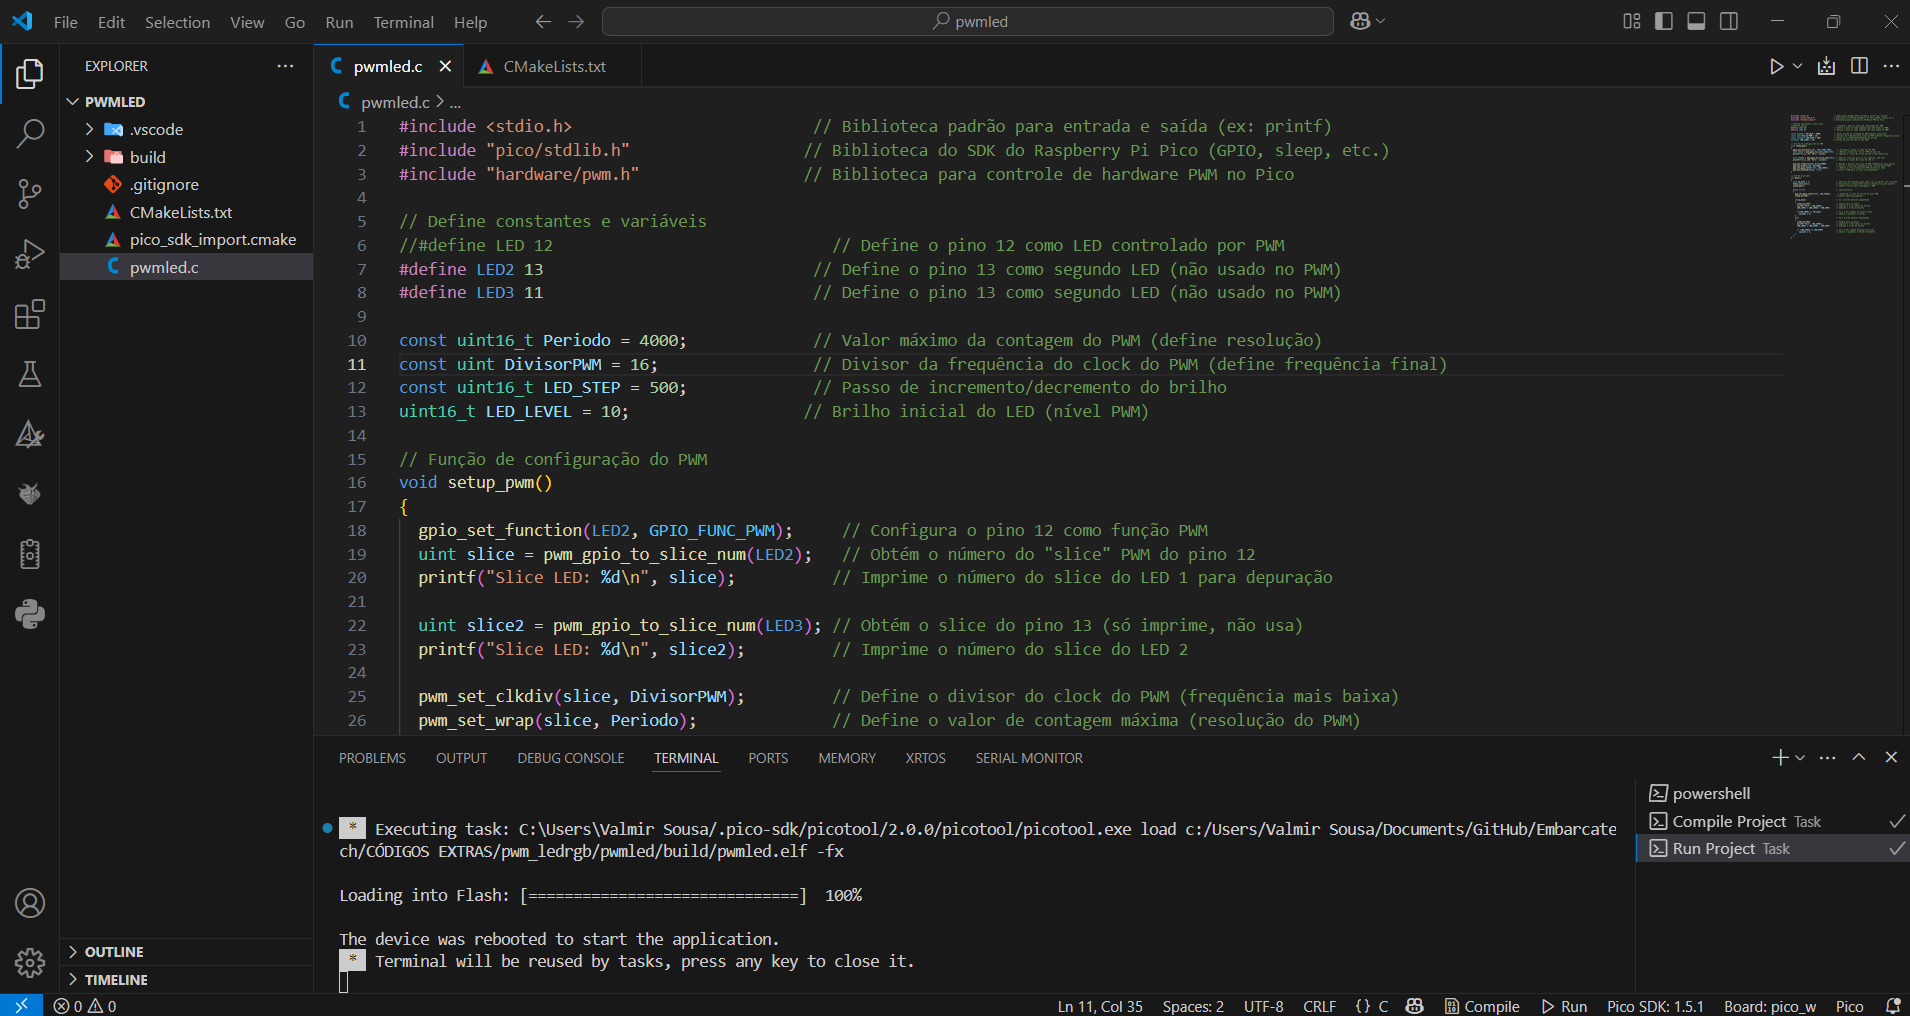 File Edit Selection View Go Run Terminal Help
pwmled
EXPLORER
PWMLED
.vscode
build
.gitignore
CMakeLists.txt
pico_sdk_import.cmake
pwmled.c
OUTLINE
TIMELINE
pwmled.c
CMakeLists.txt
pwmled.c > ...
1 #include <stdio.h> // Biblioteca padrão para entrada e saída (ex: printf)
2 #include "pico/stdlib.h" // Biblioteca do SDK do Raspberry Pi Pico (GPIO, sleep, etc.)
3 #include "hardware/pwm.h" // Biblioteca para controle de hardware PWM no Pico
4
5 // Define constantes e variáveis
6 //#define LED 12 // Define o pino 12 como LED controlado por PWM
7 #define LED2 13 // Define o pino 13 como segundo LED (não usado no PWM)
8 #define LED3 11 // Define o pino 13 como segundo LED (não usado no PWM)
9
10 const uint16_t Periodo = 4000; // Valor máximo da contagem do PWM (define resolução)
11 const uint DivisorPWM = 16; // Divisor da frequência do clock do PWM (define frequência final)
12 const uint16_t LED_STEP = 500; // Passo de incremento/decremento do brilho
13 uint16_t LED_LEVEL = 10; // Brilho inicial do LED (nível PWM)
14
15 // Função de configuração do PWM
16 void setup_pwm()
17 {
18 gpio_set_function(LED2, GPIO_FUNC_PWM); // Configura o pino 12 como função PWM
19 uint slice = pwm_gpio_to_slice_num(LED2); // Obtém o número do "slice" PWM do pino 12
20 printf("Slice LED: %d\n", slice); // Imprime o número do slice do LED 1 para depuração
21
22 uint slice2 = pwm_gpio_to_slice_num(LED3); // Obtém o slice do pino 13 (só imprime, não usa)
23 printf("Slice LED: %d\n", slice2); // Imprime o número do slice do LED 2
24
25 pwm_set_clkdiv(slice, DivisorPWM); // Define o divisor do clock do PWM (frequência mais baixa)
26 pwm_set_wrap(slice, Periodo); // Define o valor de contagem máxima (resolução do PWM)
PROBLEMS OUTPUT DEBUG CONSOLE TERMINAL PORTS MEMORY XRTOS SERIAL MONITOR
* Executing task: C:\Users\Valmir Sousa/.pico-sdk/picotool/2.0.0/picotool/picotool.exe load c:/Users/Valmir Sousa/Documents/GitHub/Embarcate
ch/CÓDIGOS EXTRAS/pwm_ledrgb/pwmled/build/pwmled.elf -fx
Loading into Flash: [==============================] 100%
The device was rebooted to start the application.
* Terminal will be reused by tasks, press any key to close it.
powershell
Compile Project Task
Run Project Task
0 0
Ln 11, Col 35 Spaces: 2 UTF-8 CRLF {} C Compile Run Pico SDK: 1.5.1 Board: pico_w Pico